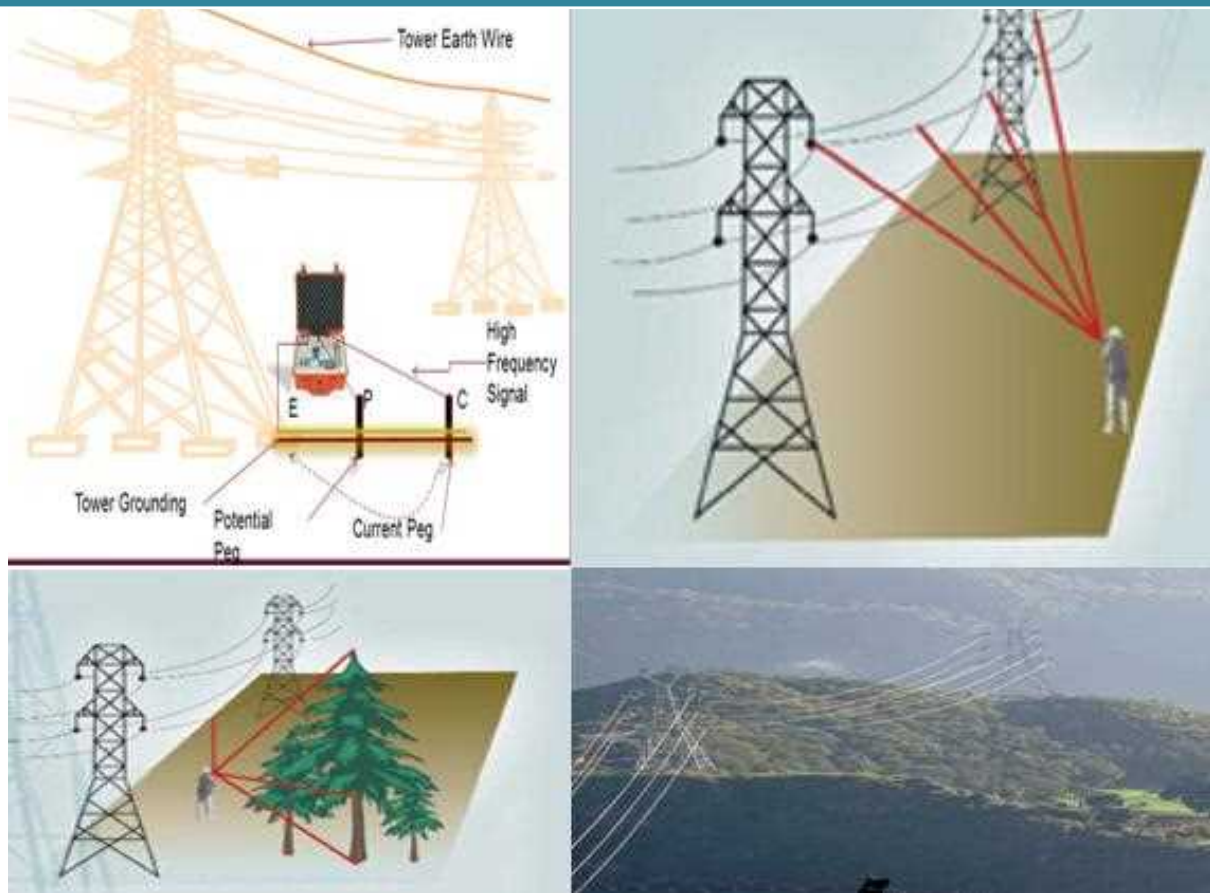 Tower Earth Wire
High
Frequency
Signal
E
P
C
Tower Grounding
Potential
Peg
Current Peg